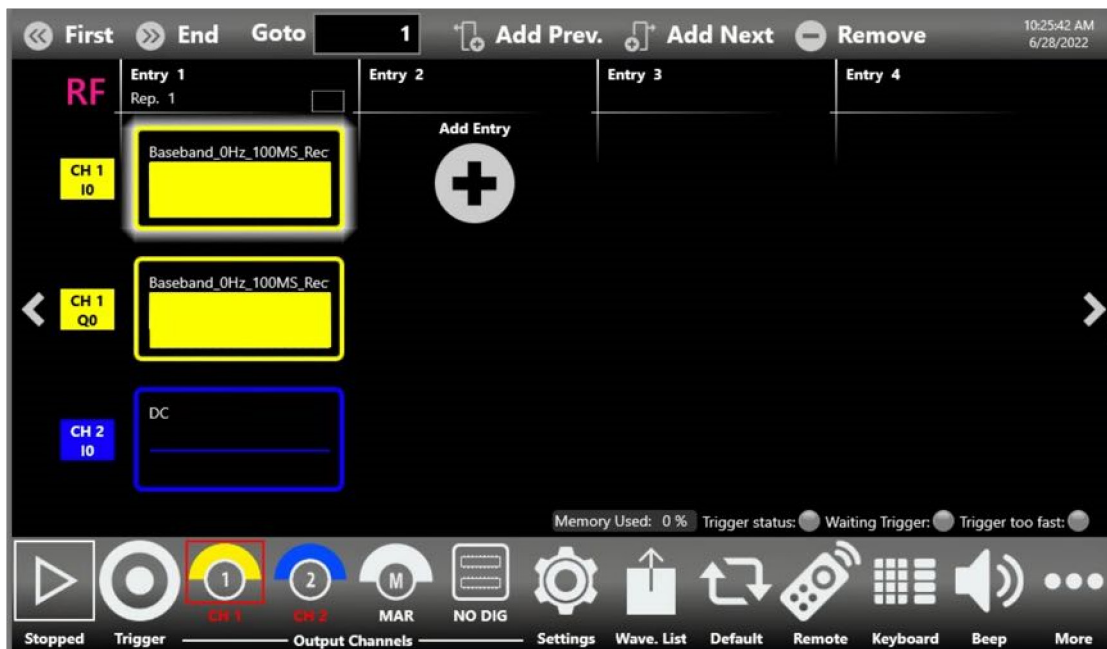 First End Goto 1 Add Prev. Add Next Remove 10:25:42 AM
6/28/2022
RF
Entry 1 Entry 2 Entry 3 Entry 4
Rep. 1
Add Entry
CH 1
I0
Baseband_0Hz_100MS_Rec
CH 1
Q0
Baseband_0Hz_100MS_Rec
CH 2
I0
DC
Memory Used: 0 % Trigger status: Waiting Trigger: Trigger too fast:
1 2 M
CH 1 CH 2 MAR NO DIG
Stopped Trigger Output Channels Settings Wave. List Default Remote Keyboard Beep More